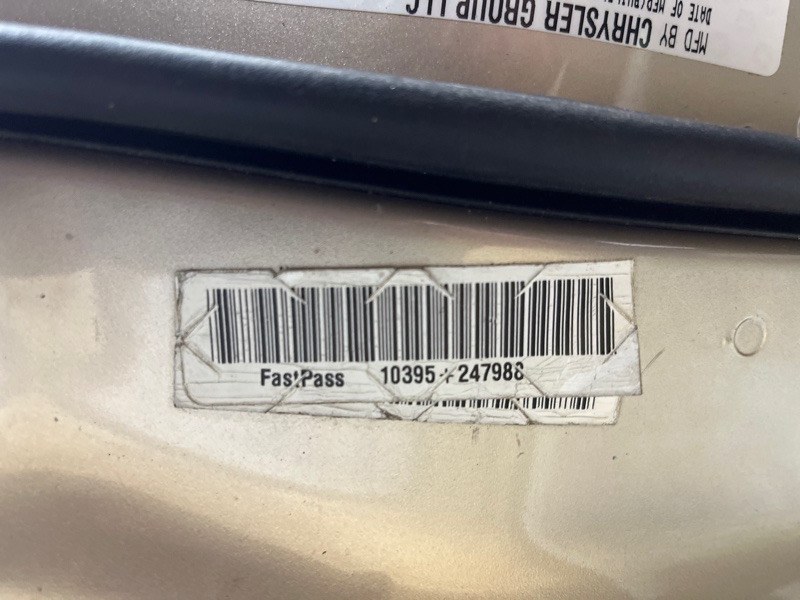 MFD BY CHRYSLER GROUP LLC
DATE OF MFR
FastPass 10395+247988